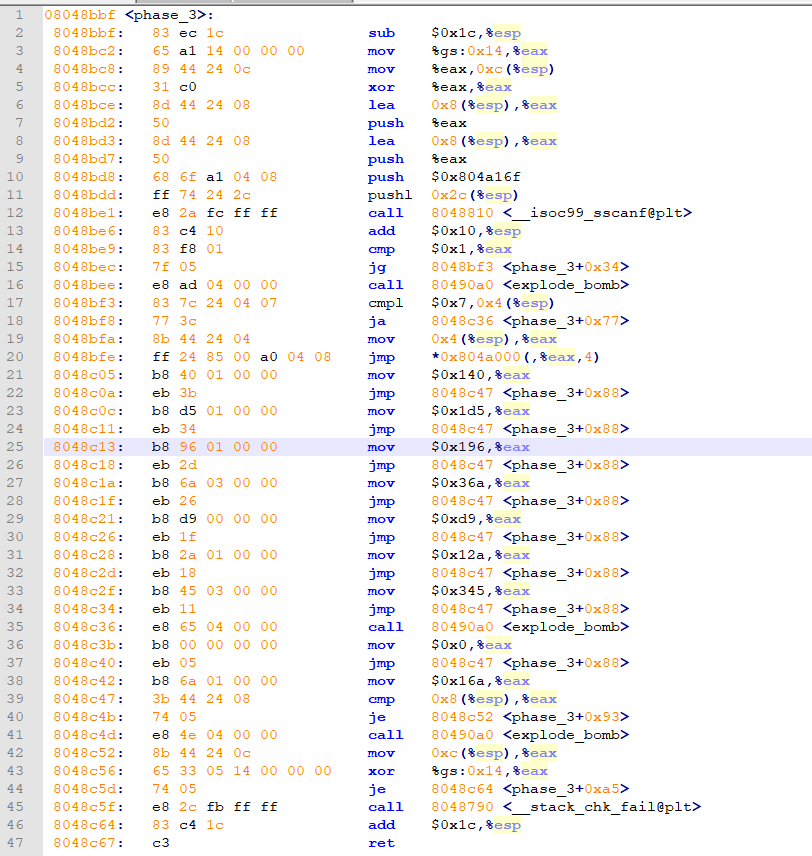 1 08048bbf <phase_3>:
2 8048bbf: 83 ec 1c sub $0x1c,%esp
3 8048bc2: 65 a1 14 00 00 00 mov %gs:0x14,%eax
4 8048bc8: 89 44 24 0c mov %eax,0xc(%esp)
5 8048bcc: 31 c0 xor %eax,%eax
6 8048bce: 8d 44 24 08 lea 0x8(%esp),%eax
7 8048bd2: 50 push %eax
8 8048bd3: 8d 44 24 08 lea 0x8(%esp),%eax
9 8048bd7: 50 push %eax
10 8048bd8: 68 6f a1 04 08 push $0x804a16f
11 8048bdd: ff 74 24 2c pushl 0x2c(%esp)
12 8048be1: e8 2a fc ff ff call 8048810 <__isoc99_sscanf@plt>
13 8048be6: 83 c4 10 add $0x10,%esp
14 8048be9: 83 f8 01 cmp $0x1,%eax
15 8048bec: 7f 05 jg 8048bf3 <phase_3+0x34>
16 8048bee: e8 ad 04 00 00 call 80490a0 <explode_bomb>
17 8048bf3: 83 7c 24 04 07 cmpl $0x7,0x4(%esp)
18 8048bf8: 77 3c ja 8048c36 <phase_3+0x77>
19 8048bfa: 8b 44 24 04 mov 0x4(%esp),%eax
20 8048bfe: ff 24 85 00 a0 04 08 jmp *0x804a000(,%eax,4)
21 8048c05: b8 40 01 00 00 mov $0x140,%eax
22 8048c0a: eb 3b jmp 8048c47 <phase_3+0x88>
23 8048c0c: b8 d5 01 00 00 mov $0x1d5,%eax
24 8048c11: eb 34 jmp 8048c47 <phase_3+0x88>
25 8048c13: b8 96 01 00 00 mov $0x196,%eax
26 8048c18: eb 2d jmp 8048c47 <phase_3+0x88>
27 8048c1a: b8 6a 03 00 00 mov $0x36a,%eax
28 8048c1f: eb 26 jmp 8048c47 <phase_3+0x88>
29 8048c21: b8 d9 00 00 00 mov $0xd9,%eax
30 8048c26: eb 1f jmp 8048c47 <phase_3+0x88>
31 8048c28: b8 2a 01 00 00 mov $0x12a,%eax
32 8048c2d: eb 18 jmp 8048c47 <phase_3+0x88>
33 8048c2f: b8 45 03 00 00 mov $0x345,%eax
34 8048c34: eb 11 jmp 8048c47 <phase_3+0x88>
35 8048c36: e8 65 04 00 00 call 80490a0 <explode_bomb>
36 8048c3b: b8 00 00 00 00 mov $0x0,%eax
37 8048c40: eb 05 jmp 8048c47 <phase_3+0x88>
38 8048c42: b8 6a 01 00 00 mov $0x16a,%eax
39 8048c47: 3b 44 24 08 cmp 0x8(%esp),%eax
40 8048c4b: 74 05 je 8048c52 <phase_3+0x93>
41 8048c4d: e8 4e 04 00 00 call 80490a0 <explode_bomb>
42 8048c52: 8b 44 24 0c mov 0xc(%esp),%eax
43 8048c56: 65 33 05 14 00 00 00 xor %gs:0x14,%eax
44 8048c5d: 74 05 je 8048c64 <phase_3+0xa5>
45 8048c5f: e8 2c fb ff ff call 8048790 <__stack_chk_fail@plt>
46 8048c64: 83 c4 1c add $0x1c,%esp
47 8048c67: c3 ret